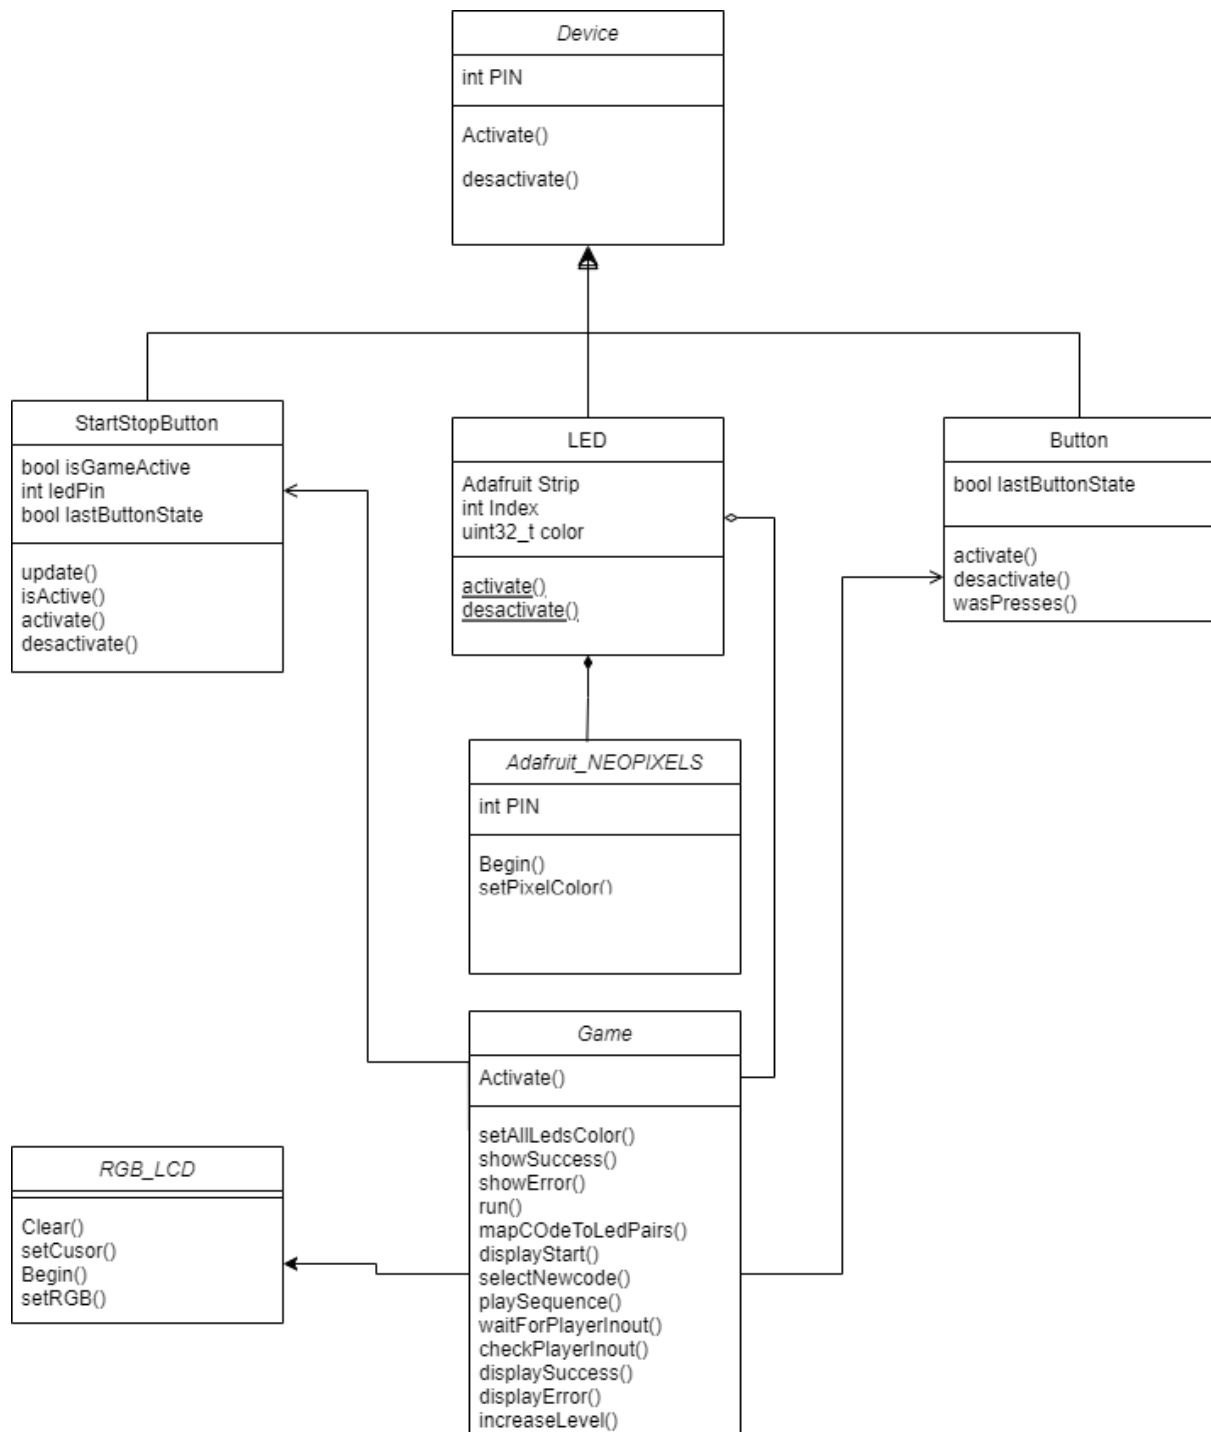 Device
int PIN
Activate()
desactivate()
StartStopButton
bool isGameActive
int ledPin
bool lastButtonState
update()
isActive()
activate()
desactivate()
LED
Adafruit Strip
int Index
uint32_t color
activate()
desactivate()
Button
bool lastButtonState
activate()
desactivate()
wasPresses()
Adafruit_NEOPIXELS
int PIN
Begin()
setPixelColor()
Game
Activate()
setAllLedsColor()
showSuccess()
showError()
run()
mapCOdeToLedPairs()
displayStart()
selectNewcode()
playSequence()
waitForPlayerInout()
checkPlayerInout()
displaySuccess()
displayError()
increaseLevel()
RGB_LCD
Clear()
setCusor()
Begin()
setRGB()